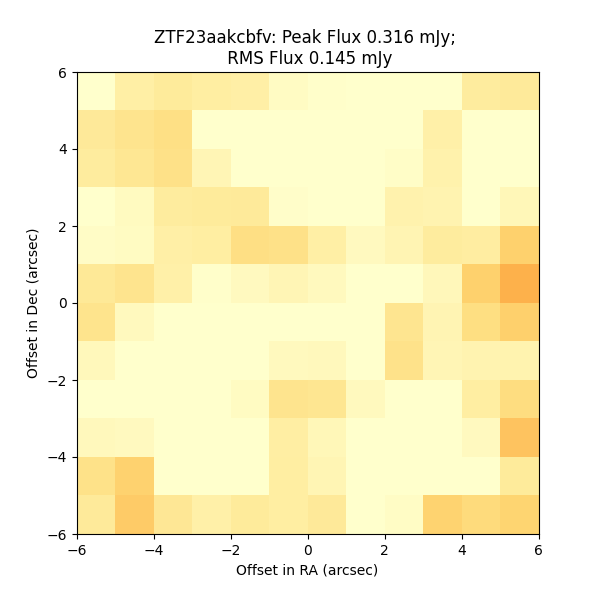 ZTF23aakcbfv: Peak Flux 0.316 mJy;
RMS Flux 0.145 mJy
6
4
2
0
−2
−4
−6
Offset in Dec (arcsec)
−6 −4 −2 0 2 4 6
Offset in RA (arcsec)